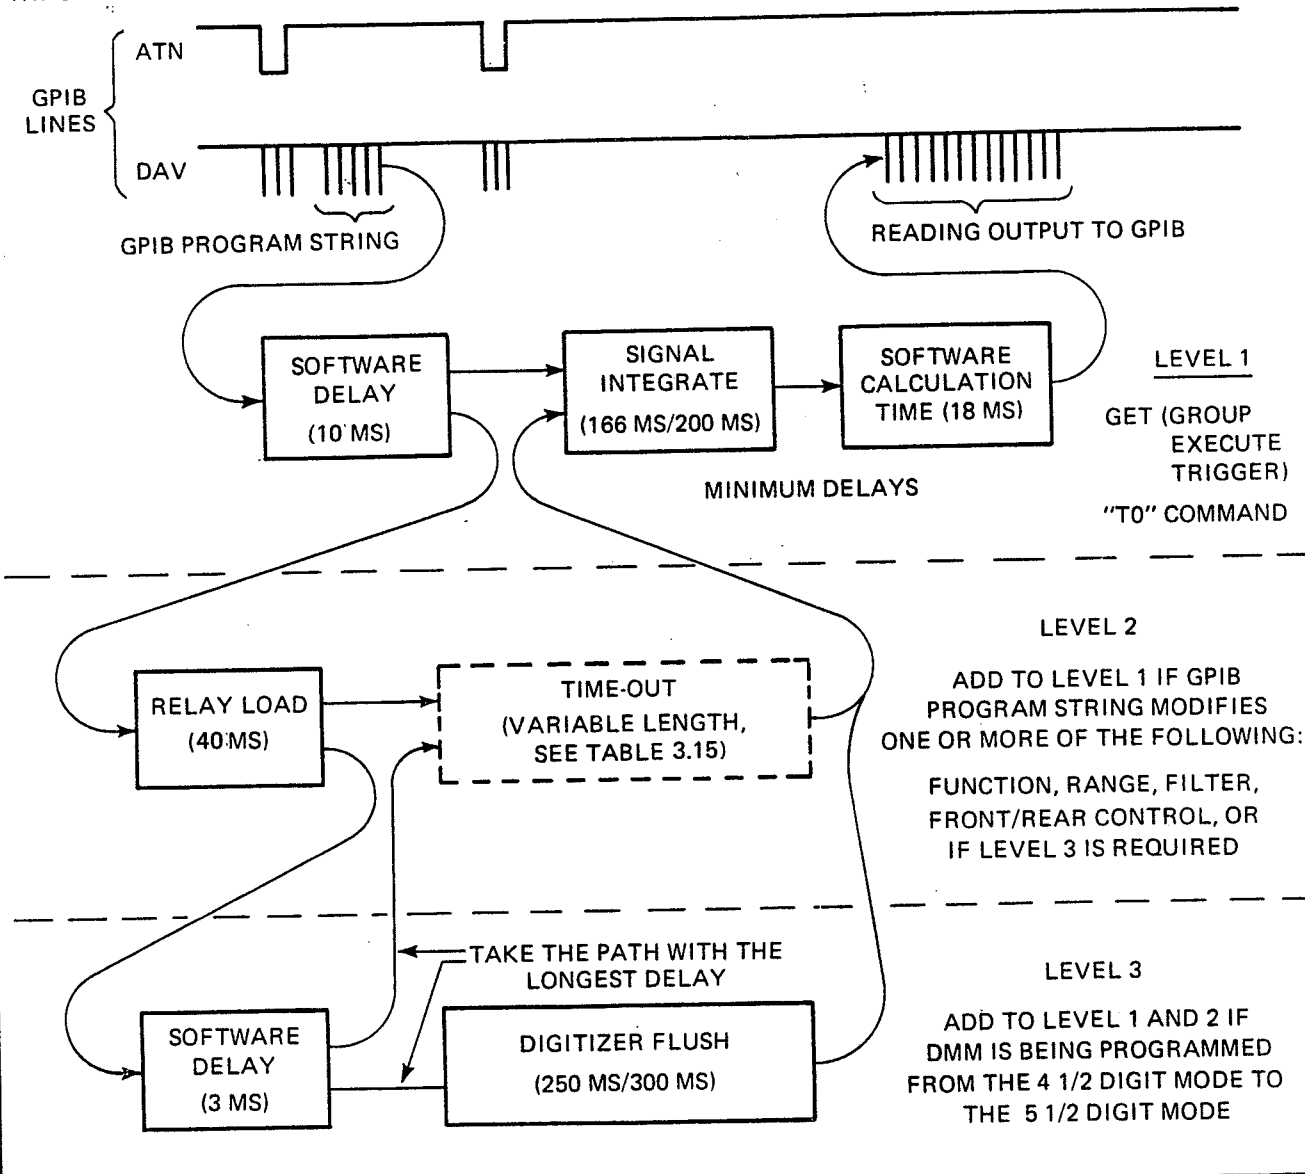 ATN
GPIB
LINES
DAV
GPIB PROGRAM STRING
READING OUTPUT TO GPIB
SOFTWARE
DELAY
(10 MS)
SIGNAL
INTEGRATE
(166 MS/200 MS)
SOFTWARE
CALCULATION
TIME (18 MS)
MINIMUM DELAYS
LEVEL 1
GET (GROUP
EXECUTE
TRIGGER)
"T0" COMMAND
RELAY LOAD
(40 MS)
TIME-OUT
(VARIABLE LENGTH,
SEE TABLE 3.15)
LEVEL 2
ADD TO LEVEL 1 IF GPIB
PROGRAM STRING MODIFIES
ONE OR MORE OF THE FOLLOWING:
FUNCTION, RANGE, FILTER,
FRONT/REAR CONTROL, OR
IF LEVEL 3 IS REQUIRED
TAKE THE PATH WITH THE
LONGEST DELAY
SOFTWARE
DELAY
(3 MS)
DIGITIZER FLUSH
(250 MS/300 MS)
LEVEL 3
ADD TO LEVEL 1 AND 2 IF
DMM IS BEING PROGRAMMED
FROM THE 4 1/2 DIGIT MODE TO
THE 5 1/2 DIGIT MODE